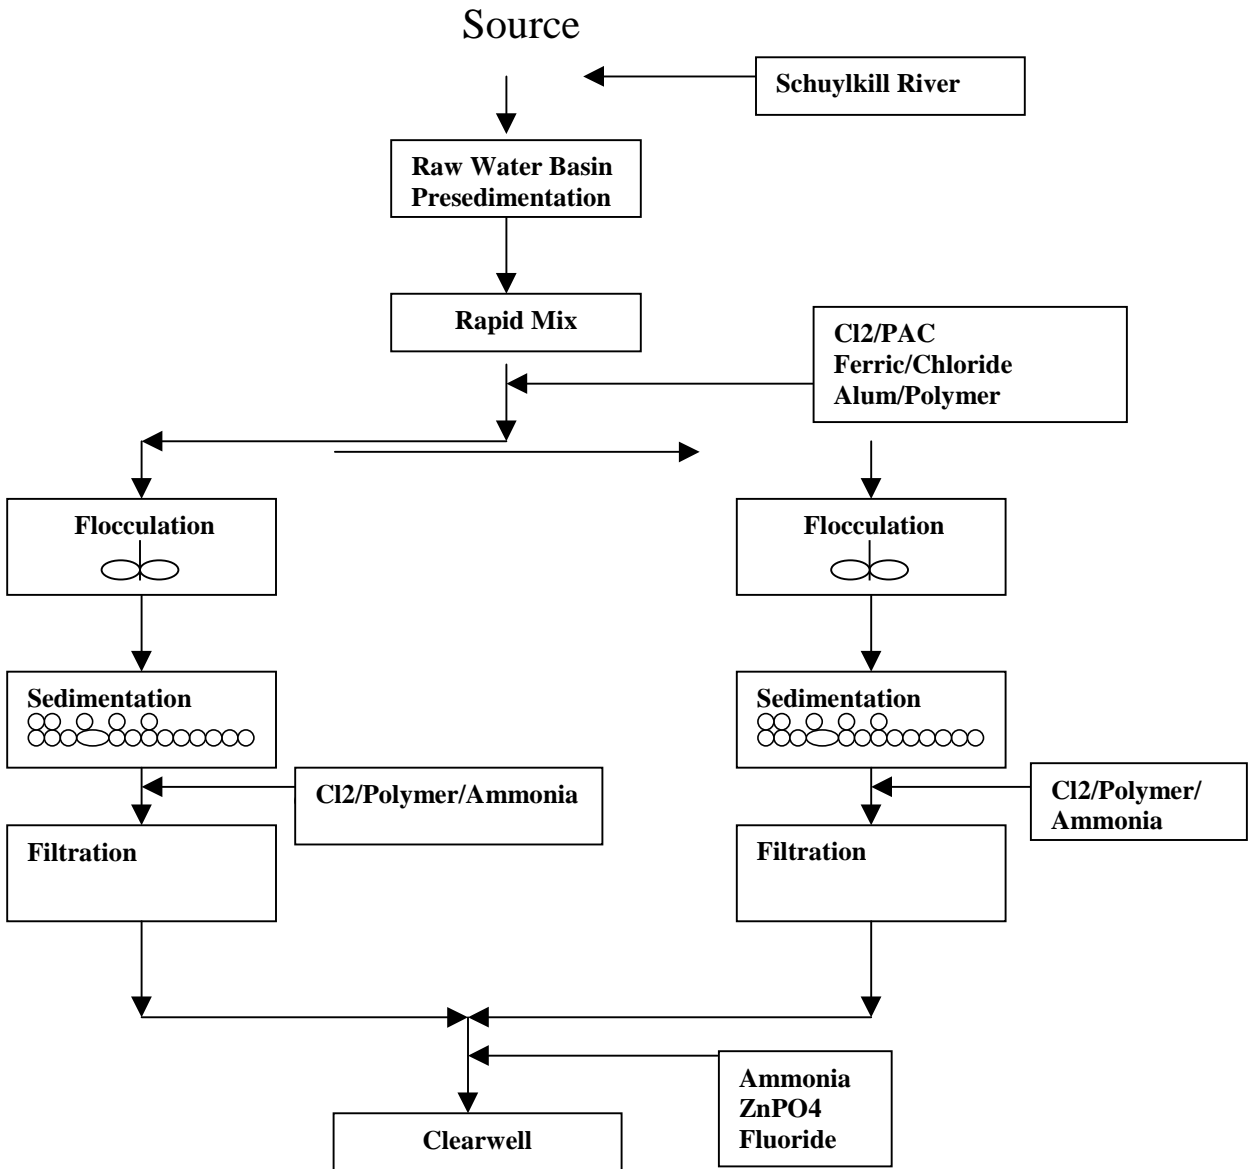 Source
Schuylkill River
Raw Water Basin
Presedimentation
Rapid Mix
Cl2/PAC
Ferric/Chloride
Alum/Polymer
Flocculation
Flocculation
Sedimentation
Sedimentation
Cl2/Polymer/Ammonia
Cl2/Polymer/
Ammonia
Filtration
Filtration
Ammonia
ZnPO4
Fluoride
Clearwell